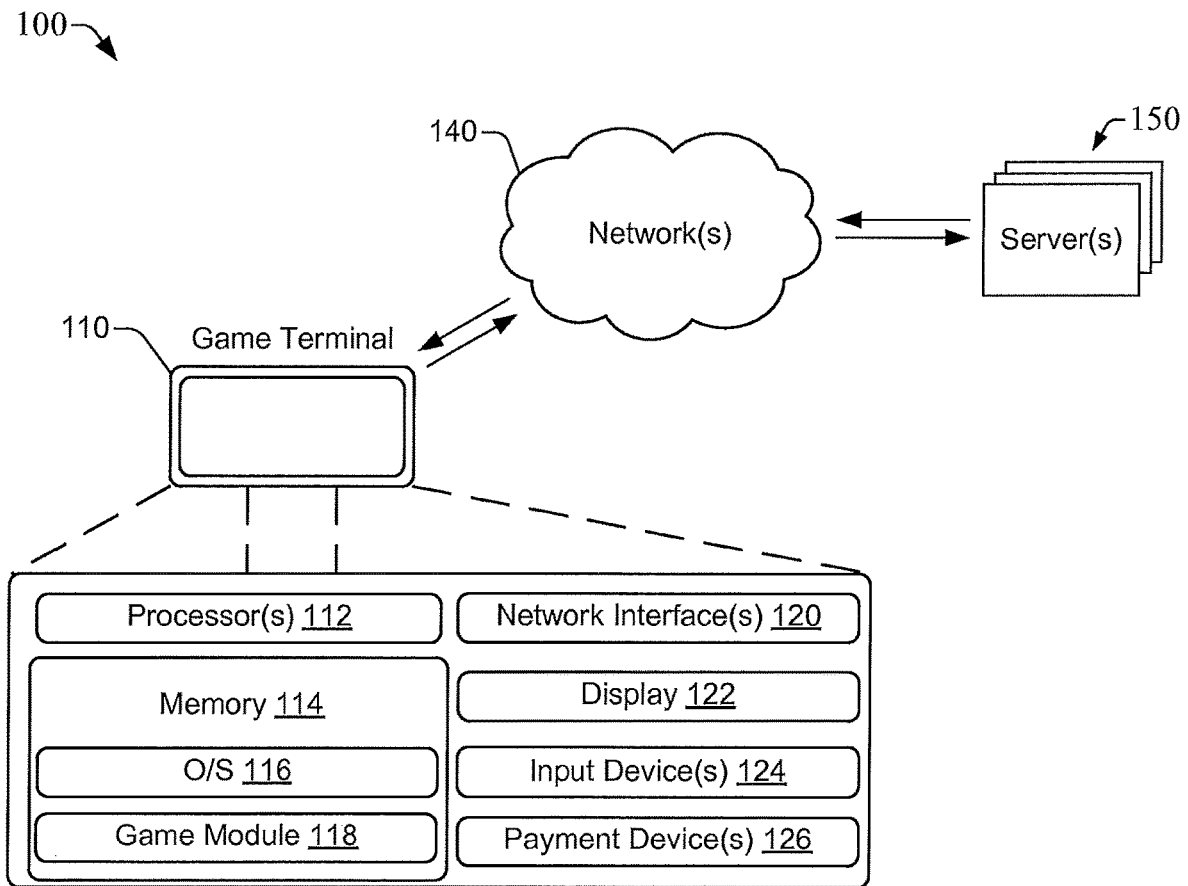 100
150
140
Network(s)
Server(s)
110
Game Terminal
Processor(s) 112
Network Interface(s) 120
Memory 114
Display 122
O/S 116
Input Device(s) 124
Game Module 118
Payment Device(s) 126